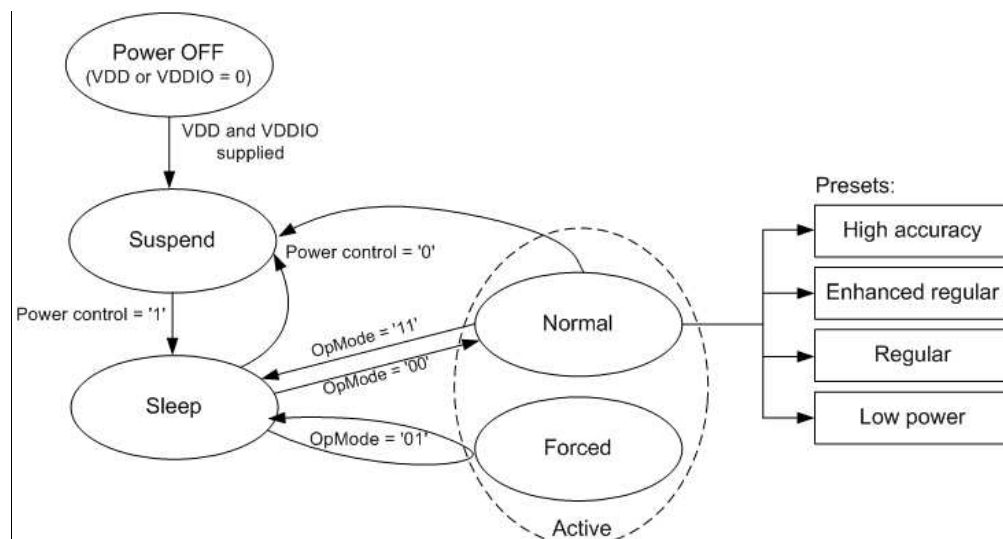 Power OFF
(VDD or VDDIO = 0)
VDD and VDDIO
supplied
Suspend
Power control = '0'
Power control = '1'
Sleep
OpMode = '11'
OpMode = '00'
OpMode = '01'
Normal
Forced
Active
Presets:
High accuracy
Enhanced regular
Regular
Low power